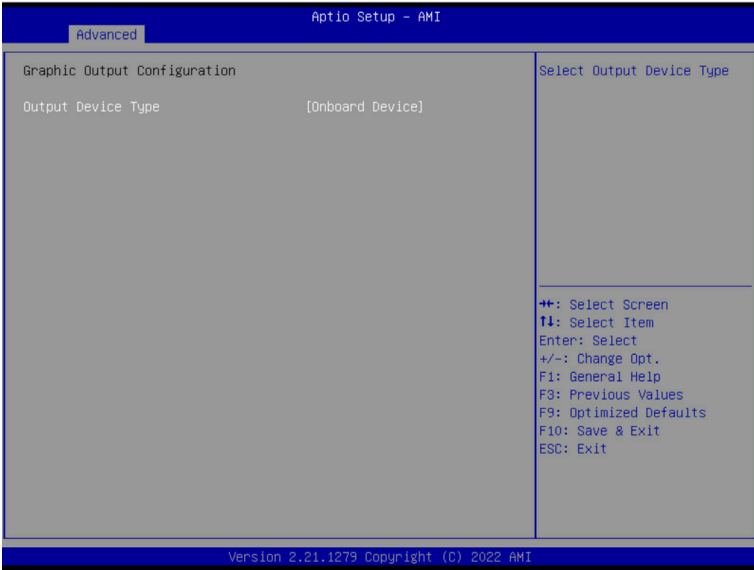 Aptio Setup – AMI
Advanced
Graphic Output Configuration
Output Device Type [Onboard Device]
Select Output Device Type
→←: Select Screen
↑↓: Select Item
Enter: Select
+/-: Change Opt.
F1: General Help
F3: Previous Values
F9: Optimized Defaults
F10: Save & Exit
ESC: Exit
Version 2.21.1279 Copyright (C) 2022 AMI